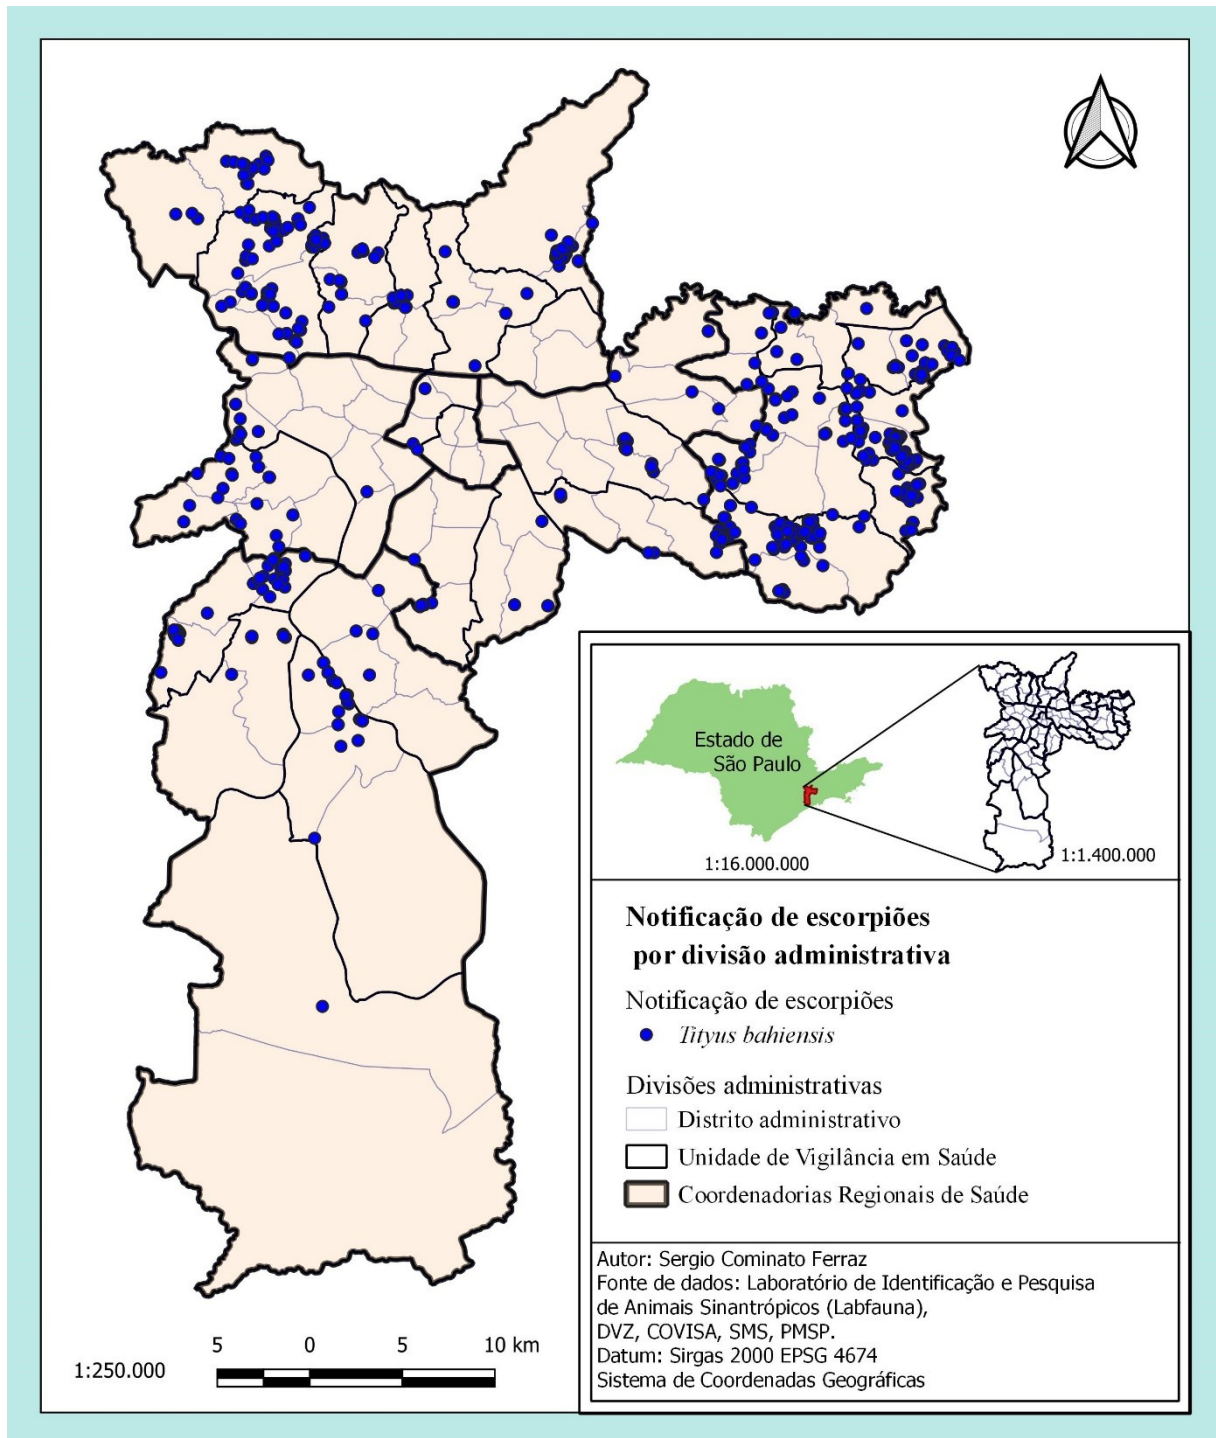 Estado de
São Paulo
1:16.000.000
1:1.400.000
Notificação de escorpiões
por divisão administrativa
Notificação de escorpiões
Tityus bahiensis
Divisões administrativas
Distrito administrativo
Unidade de Vigilância em Saúde
Coordenadorias Regionais de Saúde
Autor: Sergio Cominato Ferraz
Fonte de dados: Laboratório de Identificação e Pesquisa
de Animais Sinantrópicos (Labfauna),
DVZ, COVISA, SMS, PMSP.
Datum: Sirgas 2000 EPSG 4674
Sistema de Coordenadas Geográficas
1:250.000
5 0 5 10 km